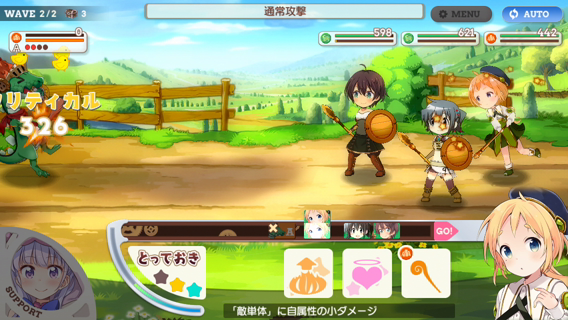 WAVE 2/2 3
通常攻撃
MENU
AUTO
0
A
598
621
442
リティカル
326
GO!
とっておき
SUPPORT
「敵単体」に自属性の小ダメージ